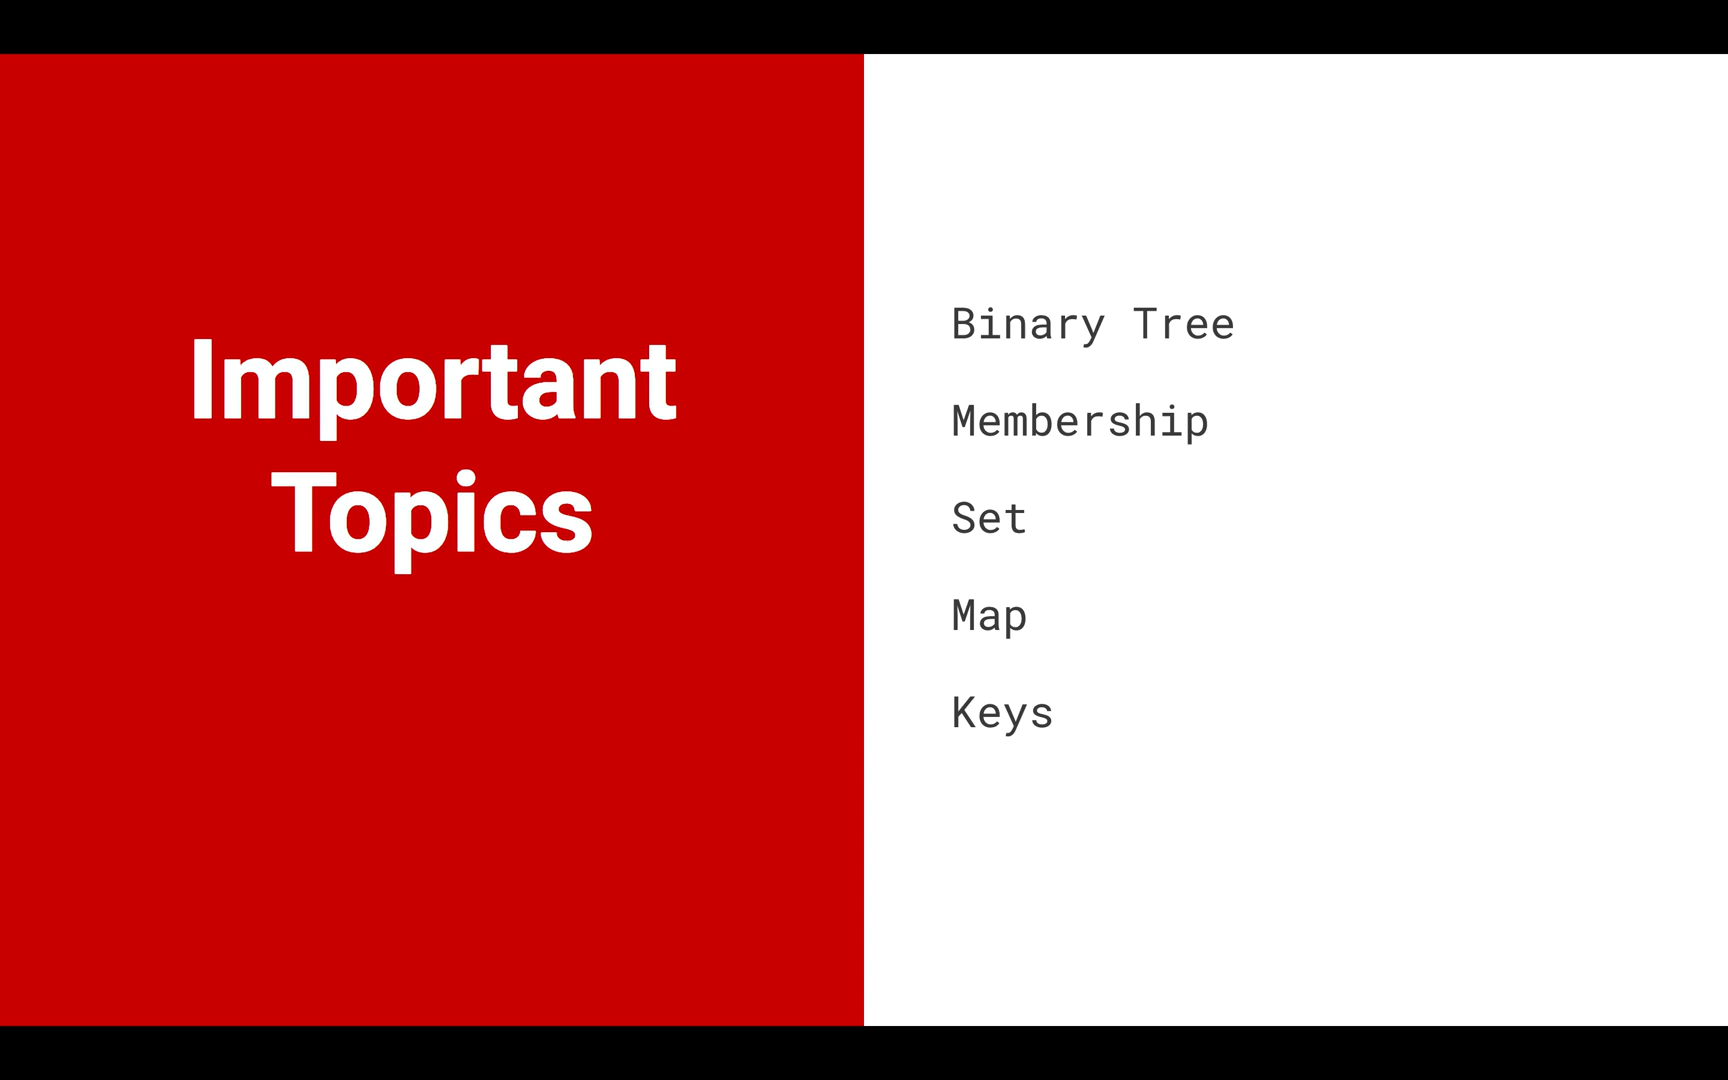 Important
Topics
Binary Tree
Membership
Set
Map
Keys